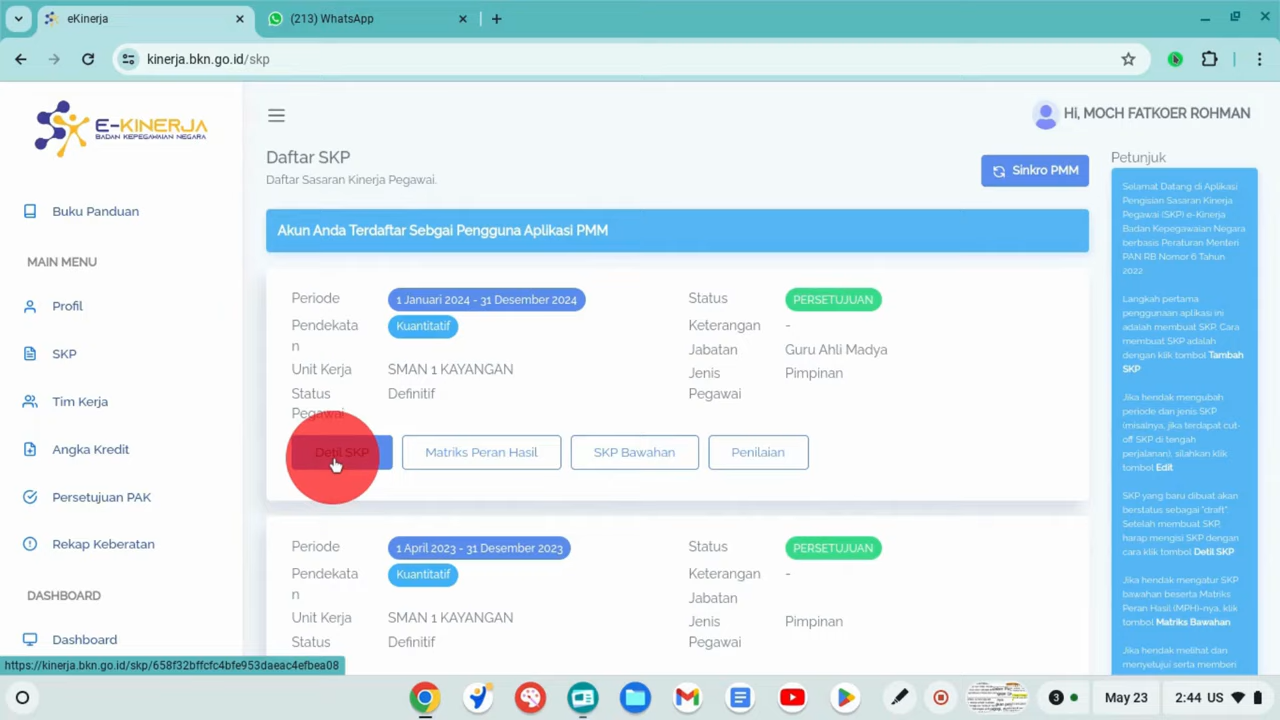 eKinerja
(213) WhatsApp
kinerja.bkn.go.id/skp
E-KINERJA
BADAN KEPEGAWAIAN NEGARA
Buku Panduan
MAIN MENU
Profil
SKP
Tim Kerja
Angka Kredit
Persetujuan PAK
Rekap Keberatan
DASHBOARD
Dashboard
HI, MOCH FATKOER ROHMAN
Daftar SKP
Daftar Sasaran Kinerja Pegawai.
Sinkro PMM
Akun Anda Terdaftar Sebgai Pengguna Aplikasi PMM
Periode
1 Januari 2024 - 31 Desember 2024
Pendekata
n
Kuantitatif
Unit Kerja
SMAN 1 KAYANGAN
Status
Pegawai
Definitif
Status
PERSETUJUAN
Keterangan
-
Jabatan
Guru Ahli Madya
Jenis
Pegawai
Pimpinan
Detil SKP
Matriks Peran Hasil
SKP Bawahan
Penilaian
Periode
1 April 2023 - 31 Desember 2023
Pendekata
n
Kuantitatif
Unit Kerja
SMAN 1 KAYANGAN
Status
Definitif
Status
PERSETUJUAN
Keterangan
-
Jabatan
Jenis
Pegawai
Pimpinan
Petunjuk
Selamat Datang di Aplikasi
Pengisian Sasaran Kinerja
Pegawai (SKP) e-Kinerja
Badan Kepegawaian Negara
berbasis Peraturan Menteri
PAN RB Nomor 6 Tahun
2022.
Langkah pertama
penggunaan aplikasi ini
adalah membuat SKP. Cara
membuat SKP adalah
dengan klik tombol Tambah
SKP
Jika hendak mengubah
periode dan jenis SKP
(misalnya, jika terdapat cut-
off SKP di tengah
perjalanan), silahkan klik
tombol Edit
SKP yang baru dibuat akan
berstatus sebagai "draft".
Setelah membuat SKP,
harap mengisi SKP dengan
cara klik tombol Detil SKP
Jika hendak mengatur SKP
bawahan beserta Matriks
Peran Hasil (MPH)-nya, klik
tombol Matriks Bawahan
Jika hendak melihat dan
menyetujui serta memberi
https://kinerja.bkn.go.id/skp/658f32bffcfc4bfe953daeac4efbea08
3
May 23
2:44 US